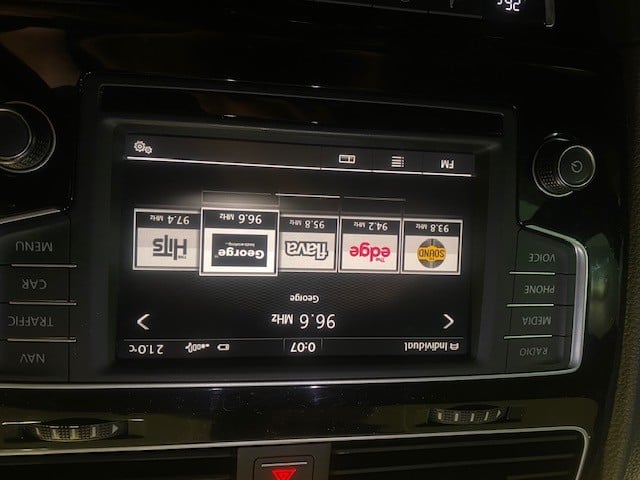 Individual 0:07 21.0°C
96.6 MHz
George
93.8 MHz 94.2 MHz 95.8 MHz 96.6 MHz 97.4 MHz
SOUND The edge flava George THE HITS
FM
RADIO
MEDIA
PHONE
VOICE
NAV
TRAFFIC
CAR
MENU